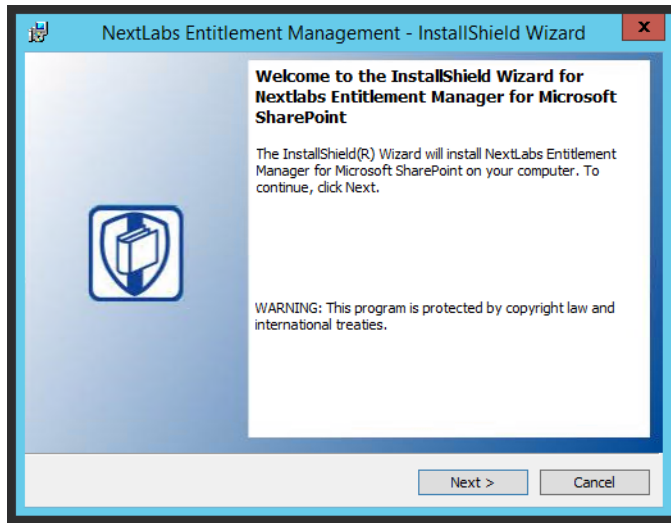 NextLabs Entitlement Management - InstallShield Wizard
x
Welcome to the InstallShield Wizard for
Nextlabs Entitlement Manager for Microsoft
SharePoint
The InstallShield(R) Wizard will install NextLabs Entitlement
Manager for Microsoft SharePoint on your computer. To
continue, click Next.
WARNING: This program is protected by copyright law and
international treaties.
Next >
Cancel